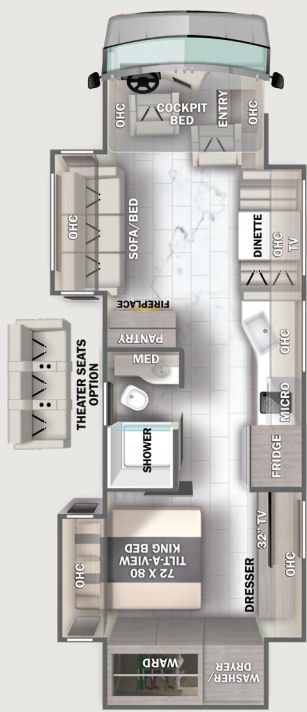 COCKPIT
BED
OHC
ENTRY
OHC
OHC
SOFA/ BED
DINETTE
OHC
TV
FIREPLACE
PANTRY
OHC
MED
MICRO
THEATER SEATS
OPTION
SHOWER
FRIDGE
OHC
72 X 80
TILT-A-VIEW
KING BED
32" TV
DRESSER
OHC
WARD
WASHER/
DRYER